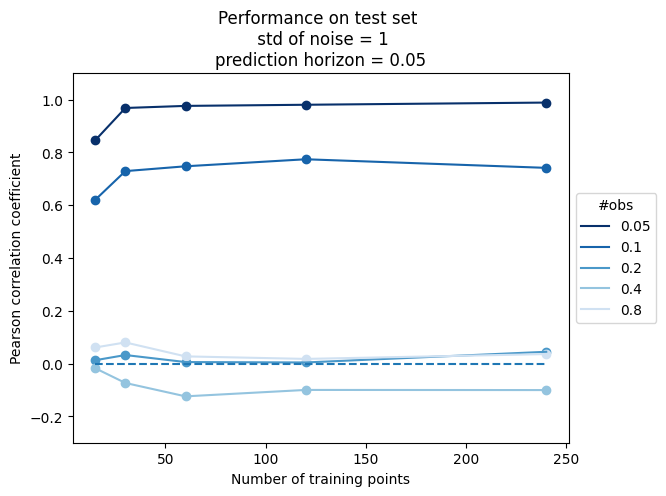 Performance on test set
std of noise = 1
prediction horizon = 0.05
Pearson correlation coefficient
1.0
0.8
0.6
0.4
0.2
0.0
−0.2
50
100
150
200
250
Number of training points
#obs
0.05
0.1
0.2
0.4
0.8